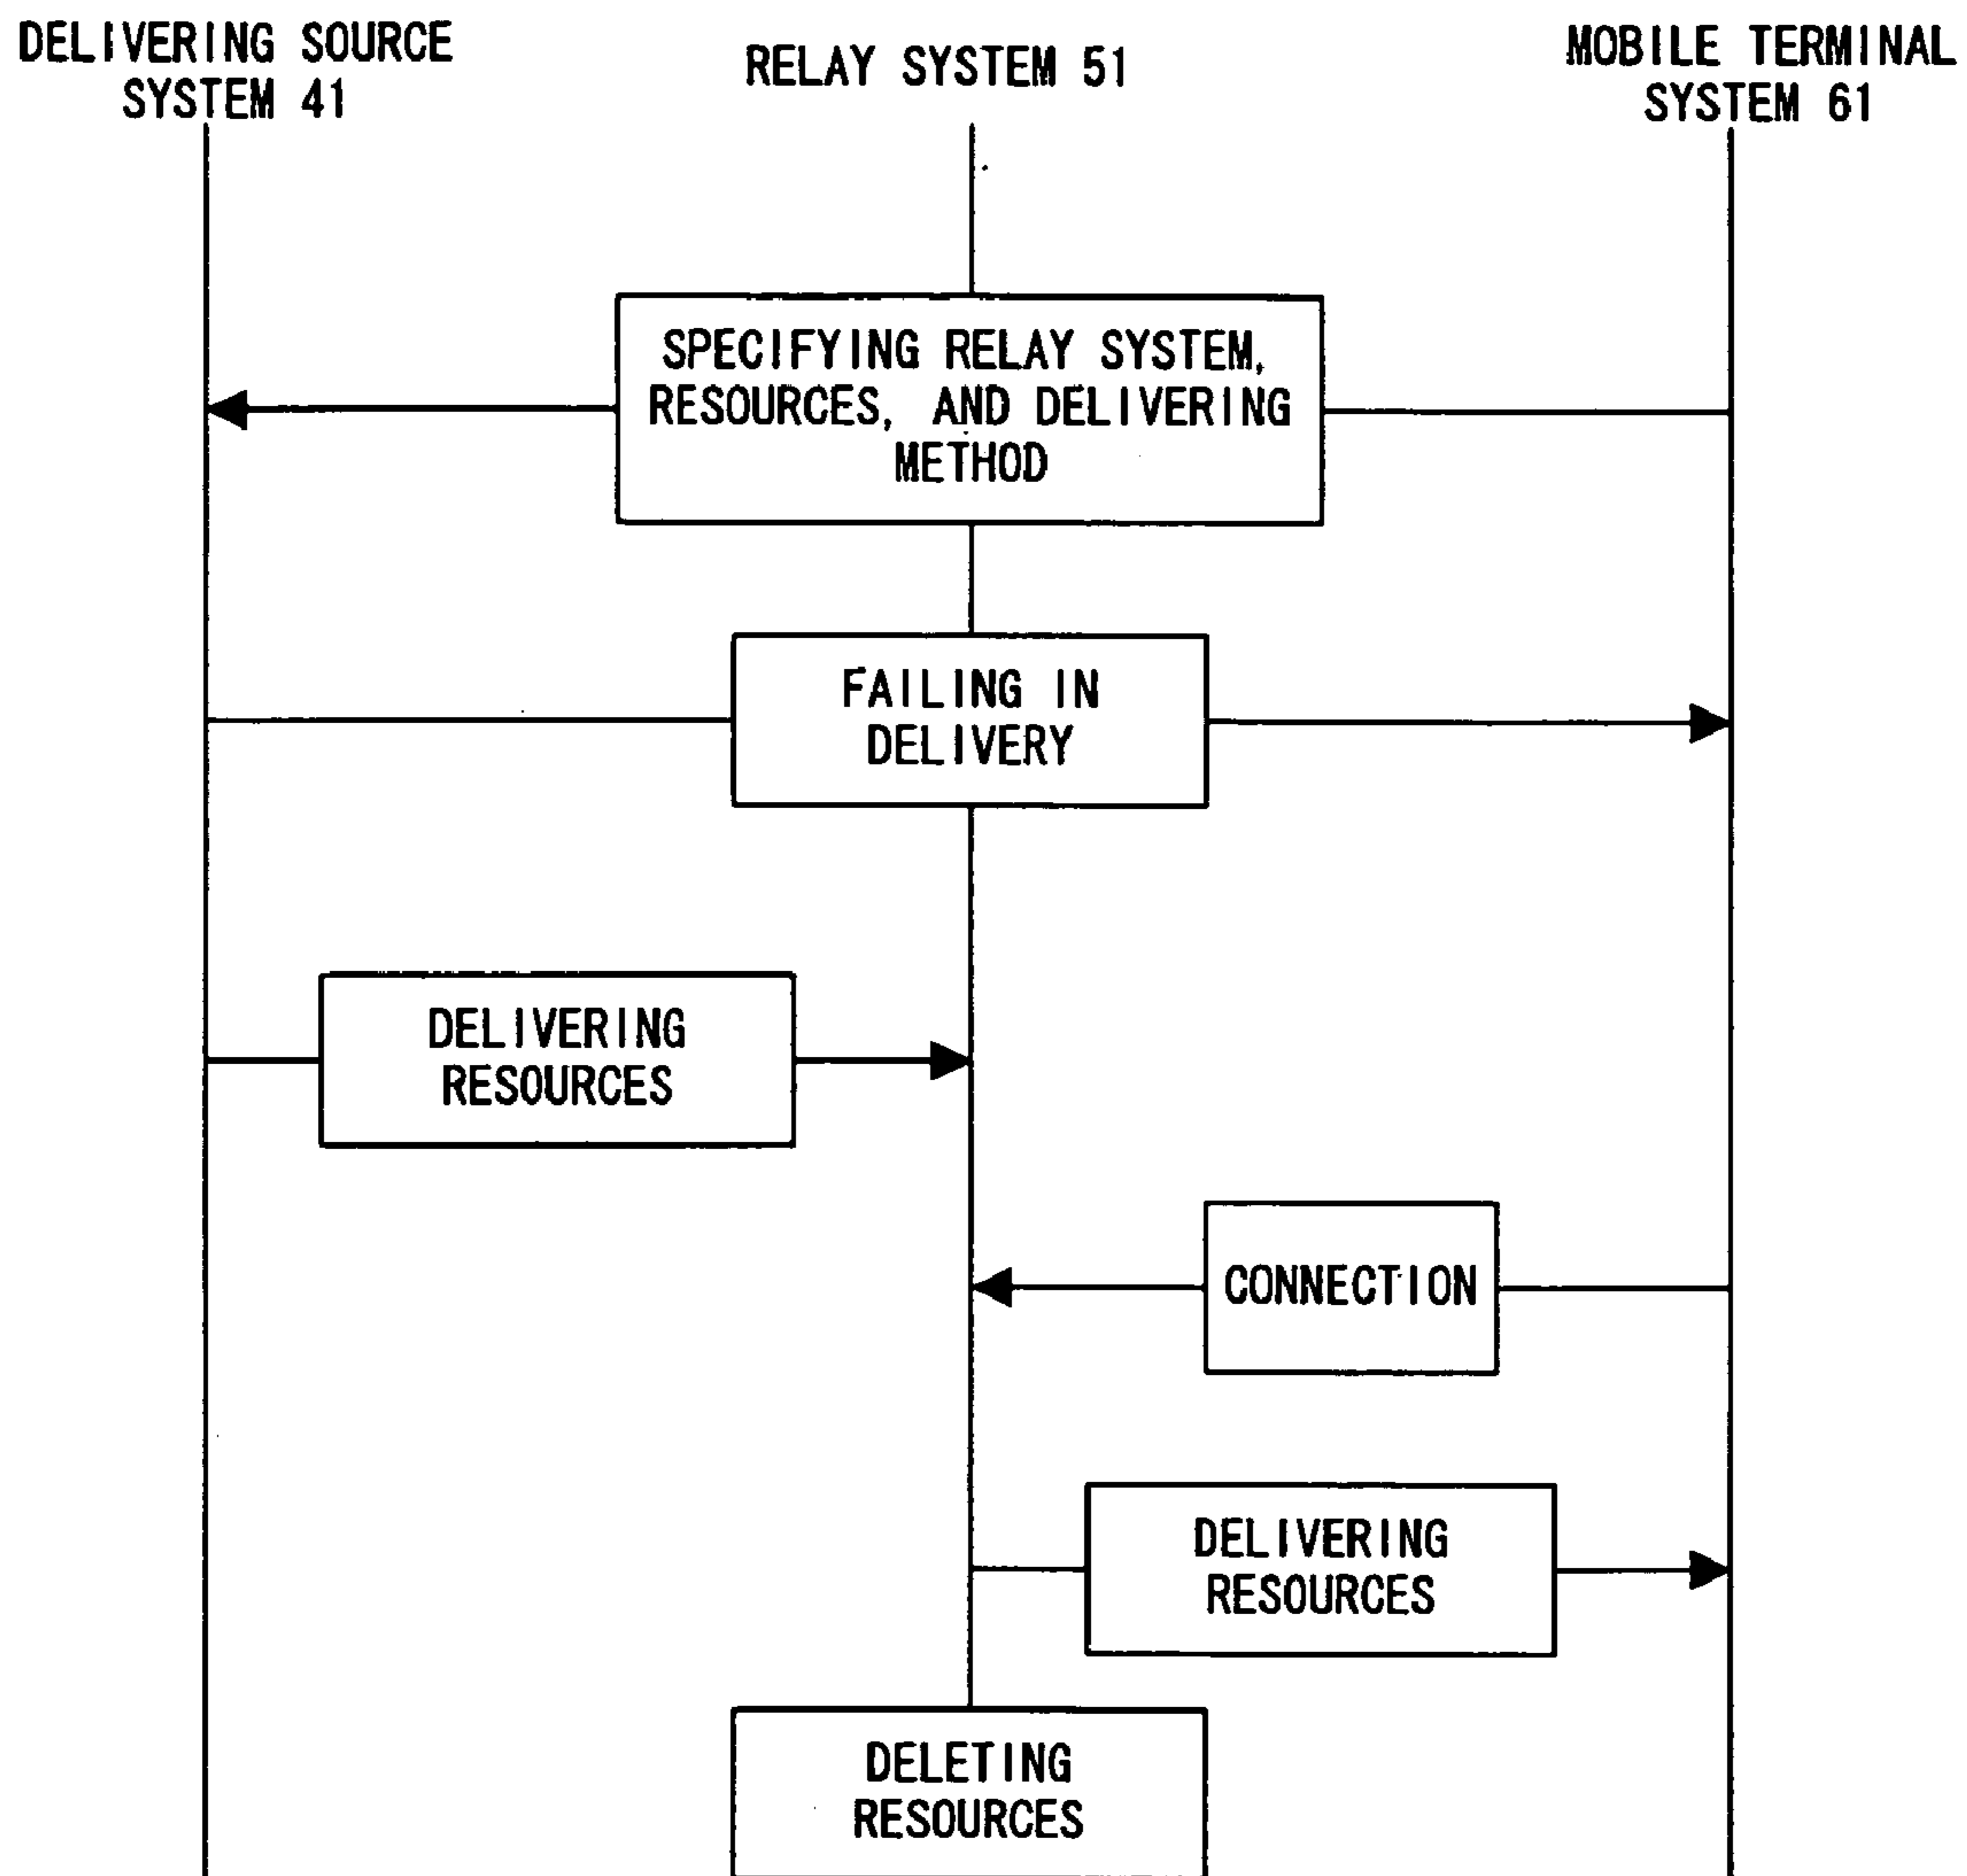 DELIVERING SOURCE
SYSTEM 41
RELAY SYSTEM 51
MOBILE TERMINAL
SYSTEM 61
SPECIFYING RELAY SYSTEM,
RESOURCES, AND DELIVERING
METHOD
FAILING IN
DELIVERY
DELIVERING
RESOURCES
CONNECTION
DELIVERING
RESOURCES
DELETING
RESOURCES